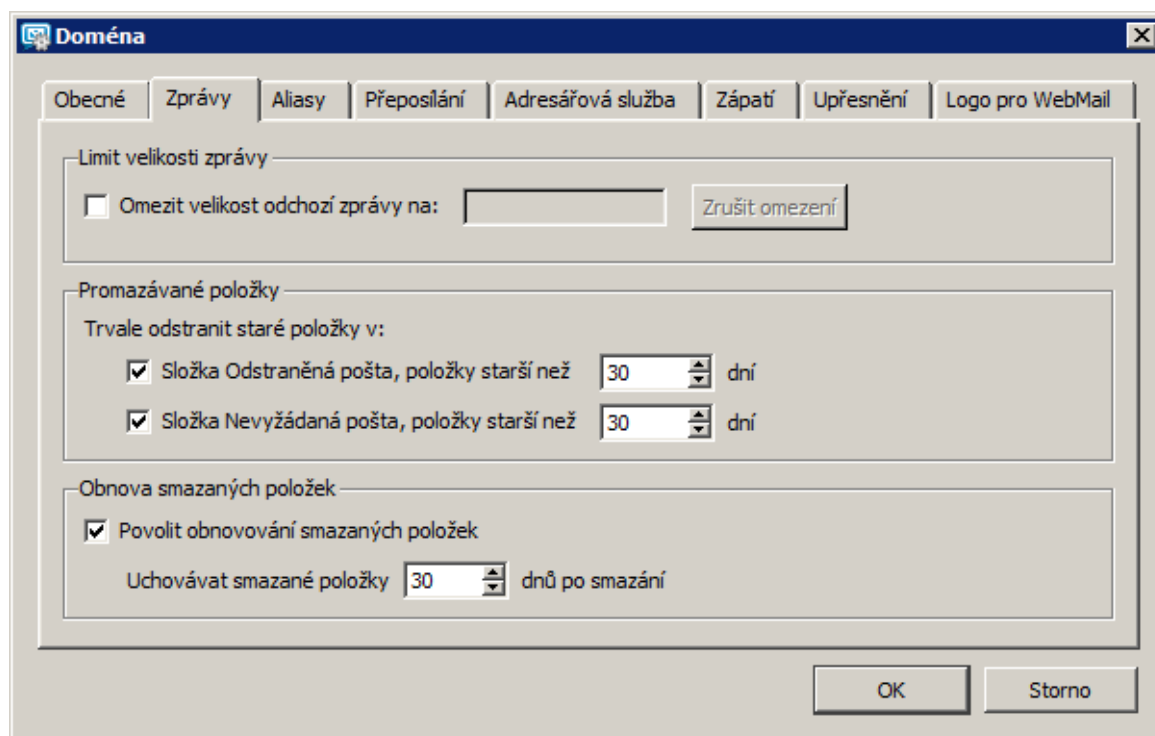 Doména
Obecné Zprávy Aliasy Přeposílání Adresářová služba Zápatí Upřesnění Logo pro WebMail
Limit velikosti zprávy
Omezit velikost odchozí zprávy na: Zrušit omezení
Promazávané položky
Trvale odstranit staré položky v:
Složka Odstraněná pošta, položky starší než 30 dní
Složka Nevyžádaná pošta, položky starší než 30 dní
Obnova smazaných položek
Povolit obnovování smazaných položek
Uchovávat smazané položky 30 dnů po smazání
OK Storno